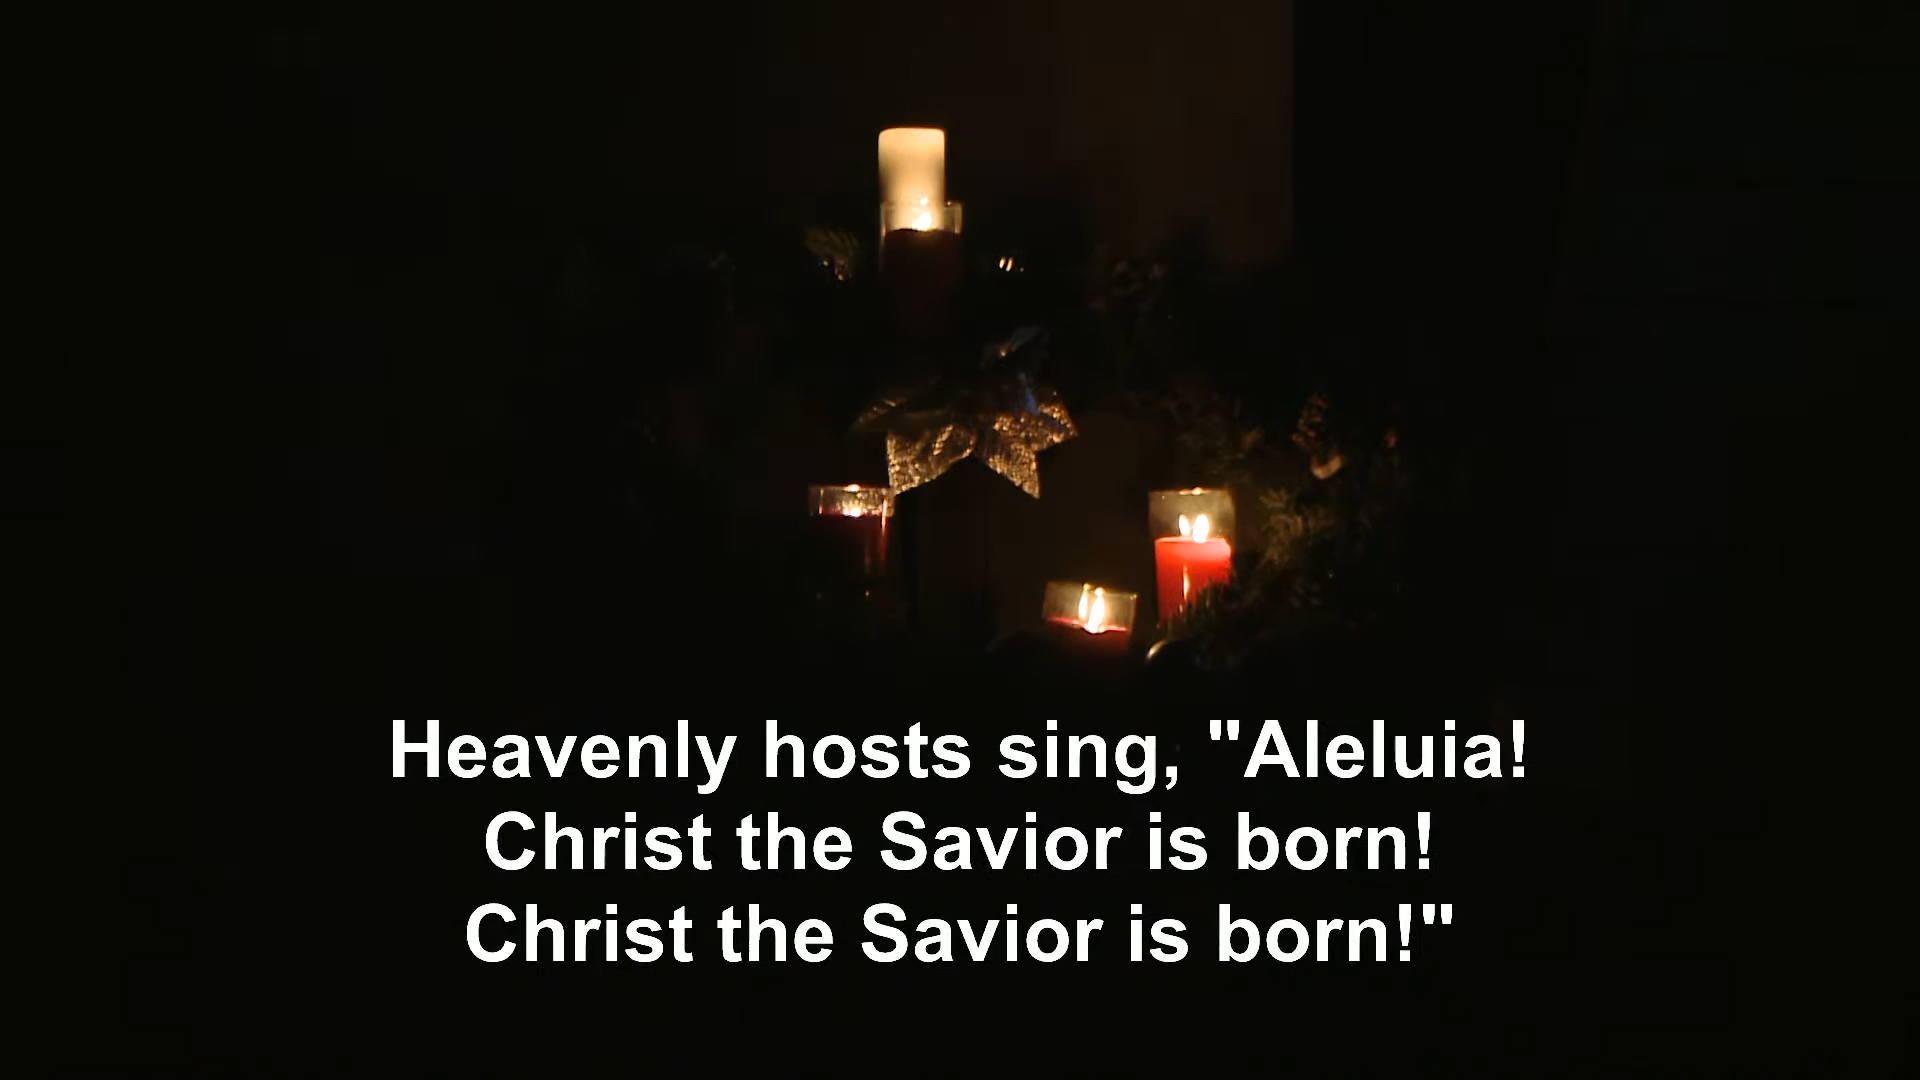 Heavenly hosts sing, "Aleluia!
Christ the Savior is born!
Christ the Savior is born!"